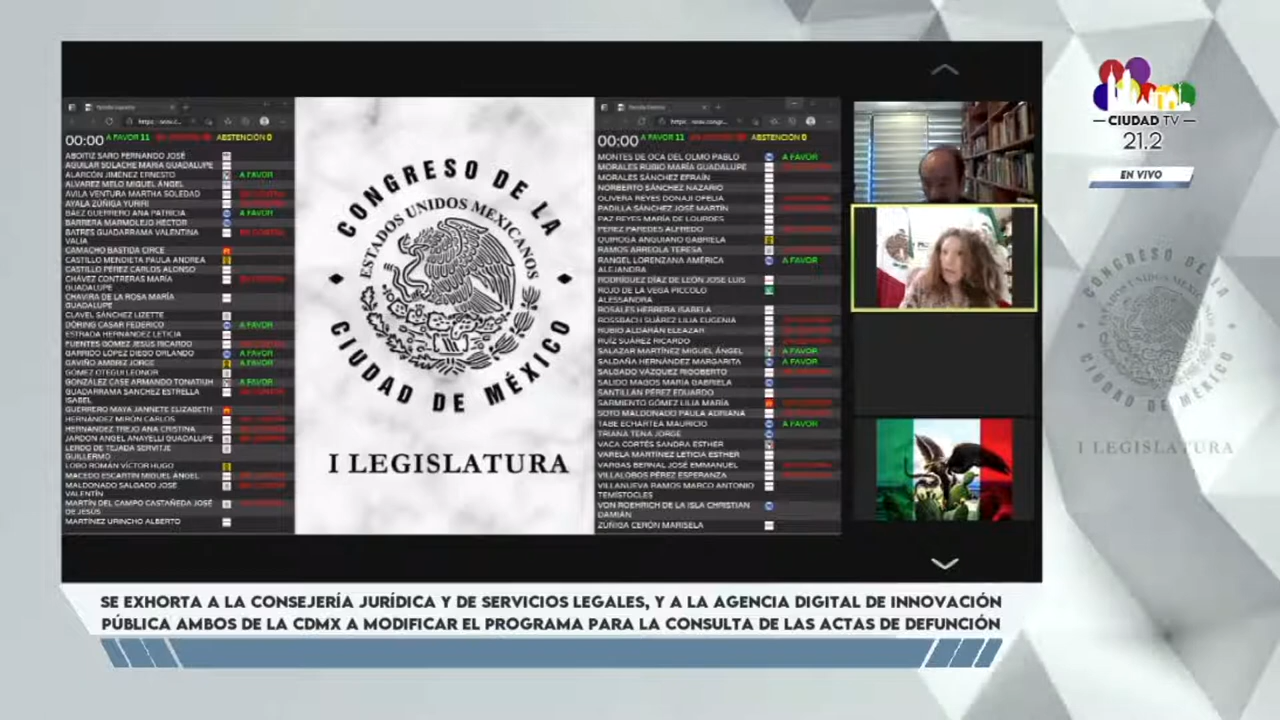 CIUDAD TV
21.2
EN VIVO
00:00 A FAVOR 11 ABSTENCIÓN 0
ABOITIZ SARO FERNANDO JOSÉ
AGUILAR SOLACHE MARÍA GUADALUPE
ALARCÓN JIMÉNEZ ERNESTO A FAVOR
ÁLVAREZ MELO MIGUEL ÁNGEL
ÁVILA VENTURA MARTHA SOLEDAD
AYALA ZÚÑIGA YURIRI
BÁEZ GUERRERO ANA PATRICIA A FAVOR
BARRERA MARMOLEJO HÉCTOR
BATRES GUADARRAMA VALENTINA
VALIA
CAMACHO BASTIDA CIRCE
CASTILLO MENDIETA PAULA ANDREA
CASTILLO PÉREZ CARLOS ALONSO
CHÁVEZ CONTRERAS MARÍA
GUADALUPE
CHAVIRA DE LA ROSA MARÍA
GUADALUPE
CLAVEL SÁNCHEZ LIZETTE
DÖRING CASAR FEDERICO A FAVOR
ESTRADA HERNÁNDEZ LETICIA
FUENTES GÓMEZ JESÚS RICARDO
GARRIDO LÓPEZ DIEGO ORLANDO A FAVOR
GAVIÑO AMBRIZ JORGE A FAVOR
GÓMEZ OTEGUI LEONOR
GONZÁLEZ CASE ARMANDO TONATIUH A FAVOR
GUADARRAMA SÁNCHEZ ESTRELLA
ISABEL
GUERRERO MAYA JANNETE ELIZABETH
HERNÁNDEZ MIRÓN CARLOS
HERNÁNDEZ TREJO ANA CRISTINA
JARDÓN ÁNGEL ANAYELLI GUADALUPE
LERDO DE TEJADA SERVITJE
GUILLERMO
LOBO ROMÁN VÍCTOR HUGO
MACEDO ESCARTÍN MIGUEL ÁNGEL
MALDONADO SALGADO JOSÉ
VALENTÍN
MARTÍN DEL CAMPO CASTAÑEDA JOSÉ
DE JESÚS
MARTÍNEZ URINCHO ALBERTO
CONGRESO DE LA
ESTADOS UNIDOS MEXICANOS
CIUDAD DE MÉXICO
I LEGISLATURA
00:00 A FAVOR 11 ABSTENCIÓN 0
MONTES DE OCA DEL OLMO PABLO A FAVOR
MORALES RUBIO MARÍA GUADALUPE
MORALES SÁNCHEZ EFRAÍN
NORBERTO SÁNCHEZ NAZARIO
OLIVERA REYES DONAJI OFELIA
PADILLA SÁNCHEZ JOSÉ MARTÍN
PAZ REYES MARÍA DE LOURDES
PÉREZ PAREDES ALFREDO
QUIROGA ANGUIANO GABRIELA
RAMOS ARREOLA TERESA
RANGEL LORENZANA AMÉRICA A FAVOR
ALEJANDRA
RODRÍGUEZ DÍAZ DE LEÓN JOSÉ LUIS
ROJO DE LA VEGA PICCOLO
ALESSANDRA
ROSALES HERRERA ISABELA
ROSSBACH SUÁREZ LILIA EUGENIA
RUBIO ALDARÁN ELEAZAR
RUÍZ SUÁREZ RICARDO
SALAZAR MARTÍNEZ MIGUEL ÁNGEL A FAVOR
SALDAÑA HERNÁNDEZ MARGARITA A FAVOR
SALGADO VÁZQUEZ RIGOBERTO
SALIDO MAGOS MARÍA GABRIELA
SANTILLÁN PÉREZ EDUARDO
SARMIENTO GÓMEZ LILIA MARÍA
SOTO MALDONADO PAULA ADRIANA
TABE ECHARTEA MAURICIO A FAVOR
TRIANA TENA JORGE
VACA CORTÉS SANDRA ESTHER
VARELA MARTÍNEZ LETICIA ESTHER
VARGAS BERNAL JOSÉ EMMANUEL
VILLALOBOS PÉREZ ESPERANZA
VILLANUEVA RAMOS MARCO ANTONIO
TEMÍSTOCLES
VON ROEHRICH DE LA ISLA CHRISTIAN
DAMIÁN
ZÚÑIGA CERÓN MARISELA
CONGRESO DE LA
CIUDAD DE MÉXICO
I LEGISLATURA
SE EXHORTA A LA CONSEJERÍA JURÍDICA Y DE SERVICIOS LEGALES, Y A LA AGENCIA DIGITAL DE INNOVACIÓN
PÚBLICA AMBOS DE LA CDMX A MODIFICAR EL PROGRAMA PARA LA CONSULTA DE LAS ACTAS DE DEFUNCIÓN